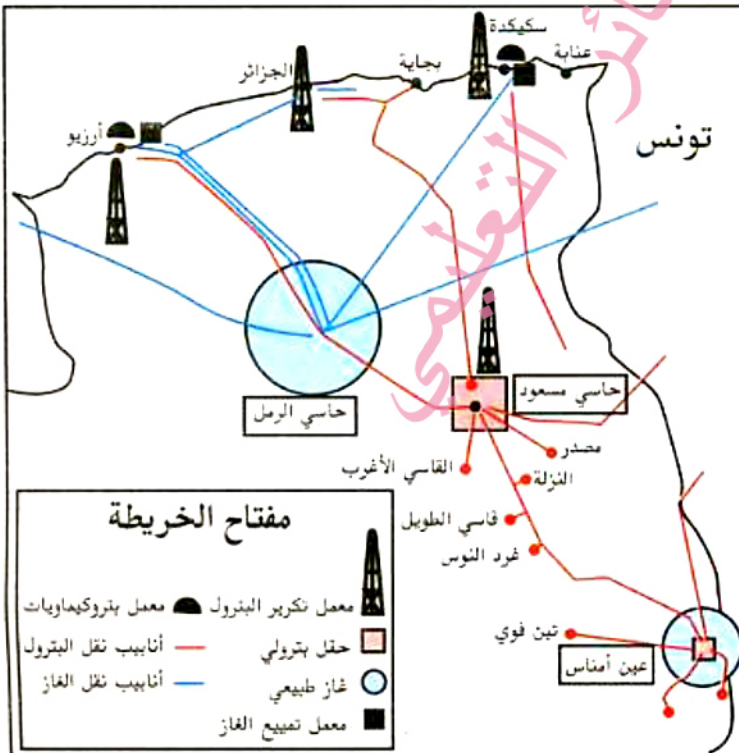 سكيكدة
عنابة
بجاية
الجزائر
أرزيو
تونس
ائر التعليمي
حاسي مسعود
حاسي الرمل
مصدر
القاسي الأغرب
النزلة
قاسي الطويل
غرد النوس
تين فوي
عين أمناس
مفتاح الخريطة
معمل تكرير البترول
معمل بتروكيماويات
حقل بترولي
أنابيب نقل البترول
غاز طبيعي
أنابيب نقل الغاز
معمل تمييع الغاز